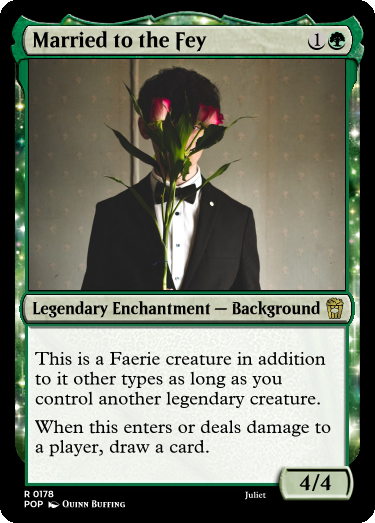 Married to the Fey 1
Legendary Enchantment — Background
This is a Faerie creature in addition
to it other types as long as you
control another legendary creature.
When this enters or deals damage to
a player, draw a card.
4/4
R 0178
POP Quinn Buffing
Juliet